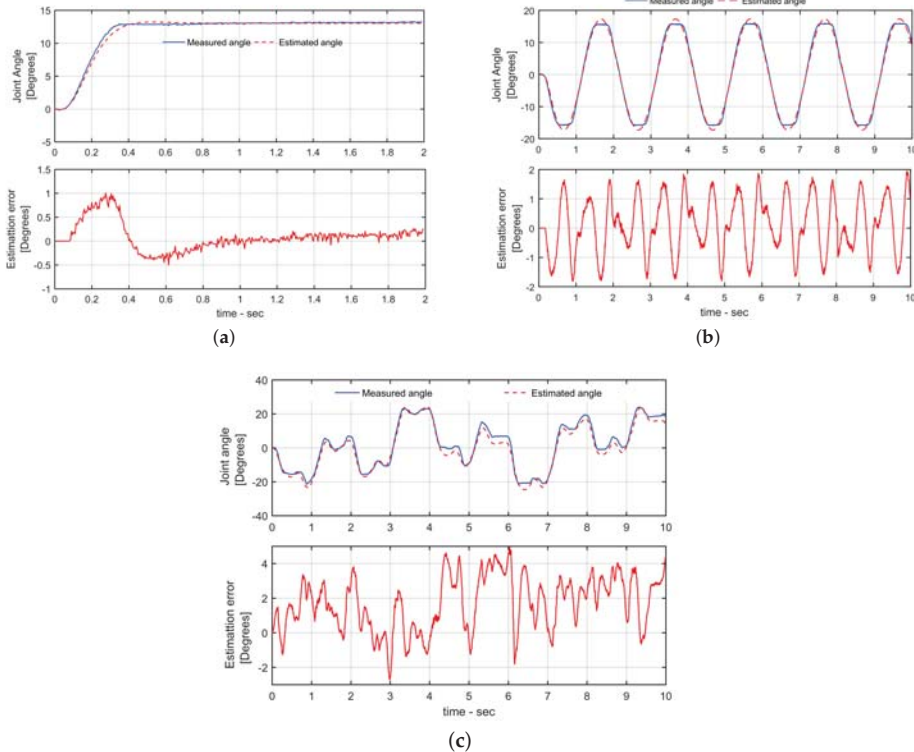 Measured angle Estimated angle
15
10
5
0
-5
Joint Angle
[Degrees]
Measured angle Estimated angle
0 0.2 0.4 0.6 0.8 1 1.2 1.4 1.6 1.8 2
1.5
1
0.5
0
-0.5
-1
Estimattion error
[Degrees]
0 0.2 0.4 0.6 0.8 1 1.2 1.4 1.6 1.8 2
time - sec
(a)
20
10
0
-10
-20
Joint Angle
[Degrees]
0 1 2 3 4 5 6 7 8 9 10
2
1
0
-1
-2
Estimattion error
[Degrees]
0 1 2 3 4 5 6 7 8 9 10
time - sec
(b)
40
20
0
-20
-40
Joint angle
[Degrees]
Measured angle Estimated angle
0 1 2 3 4 5 6 7 8 9 10
4
2
0
-2
Estimattion error
[Degrees]
0 1 2 3 4 5 6 7 8 9 10
time - sec
(c)